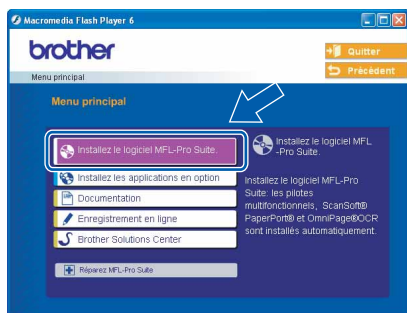 Macromedia Flash Player 6
brother
Quitter
Précédent
Menu principal
Menu principal
Installez le logiciel MFL-Pro Suite.
Installez les applications en option
Documentation
Enregistrement en ligne
Brother Solutions Center
Réparez MFL-Pro Suite
Installez le logiciel MFL
-Pro Suite.
Installez le logiciel MFL-Pro
Suite: les pilotes
multifonctionnels, ScanSoft®
PaperPort® et OmniPage®OCR
sont installés automatiquement.